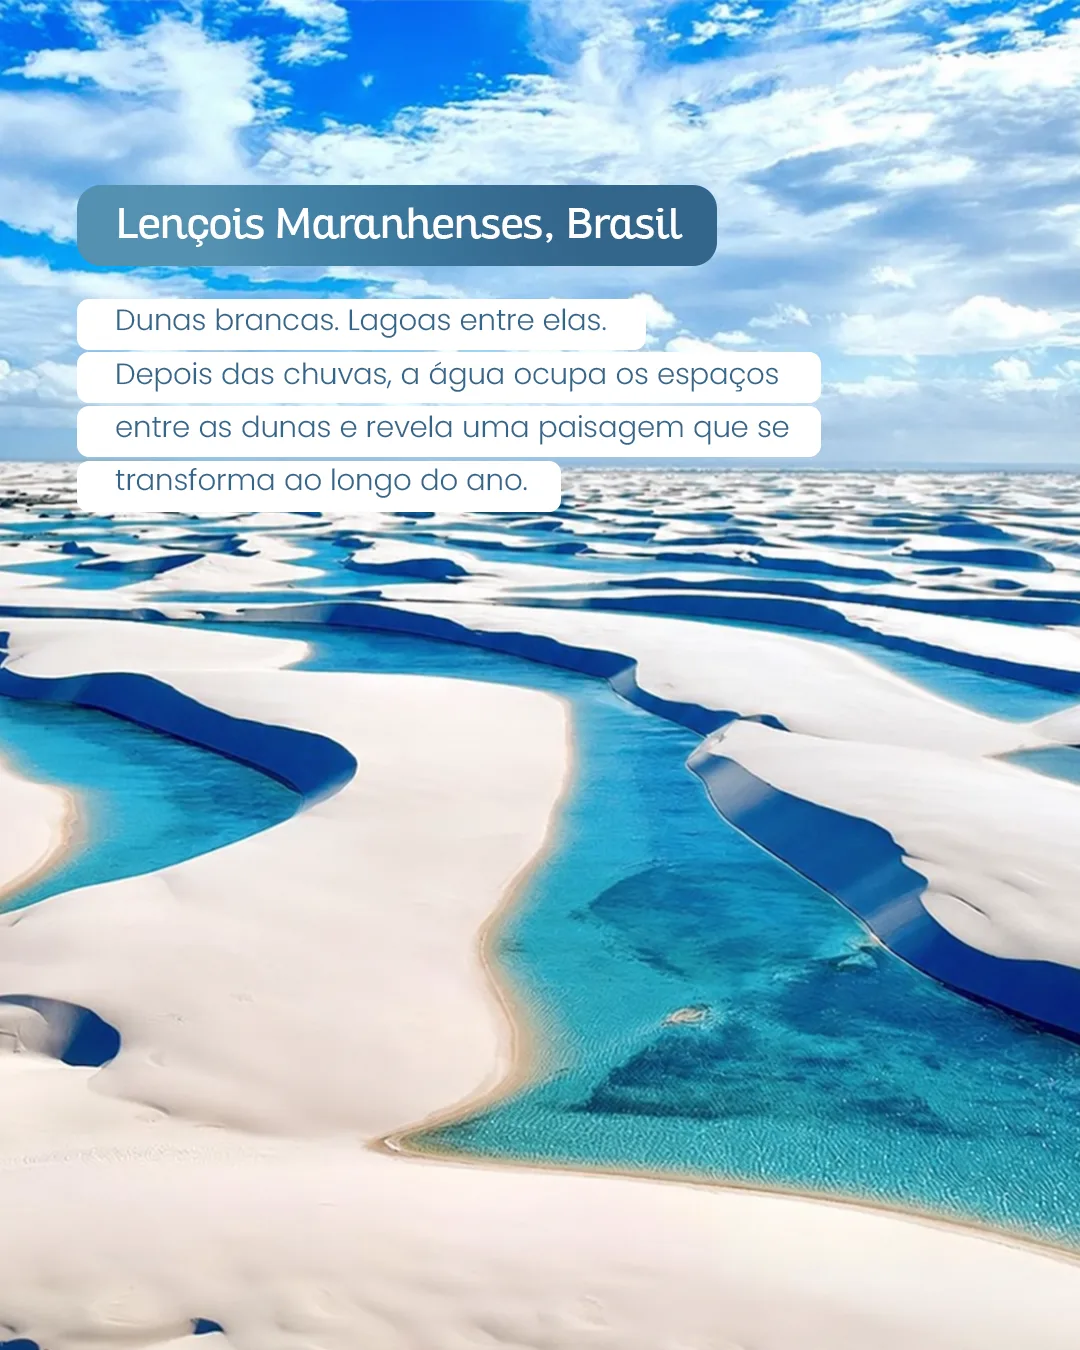 Lençois Maranhenses, Brasil
Dunas brancas. Lagoas entre elas.
Depois das chuvas, a água ocupa os espaços
entre as dunas e revela uma paisagem que se
transforma ao longo do ano.